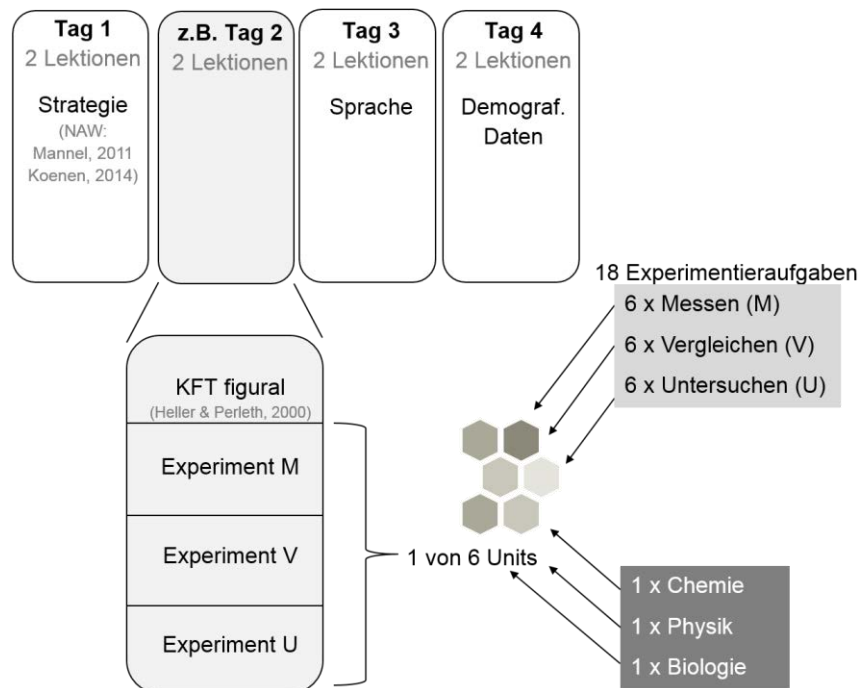 Tag 1
2 Lektionen
Strategie
(NAW:
Mannel, 2011
Koenen, 2014)
z.B. Tag 2
2 Lektionen
Tag 3
2 Lektionen
Sprache
Tag 4
2 Lektionen
Demograf.
Daten
18 Experimentieraufgaben
6 x Messen (M)
6 x Vergleichen (V)
6 x Untersuchen (U)
KFT figural
(Heller & Perleth, 2000)
Experiment M
Experiment V
Experiment U
1 von 6 Units
1 x Chemie
1 x Physik
1 x Biologie